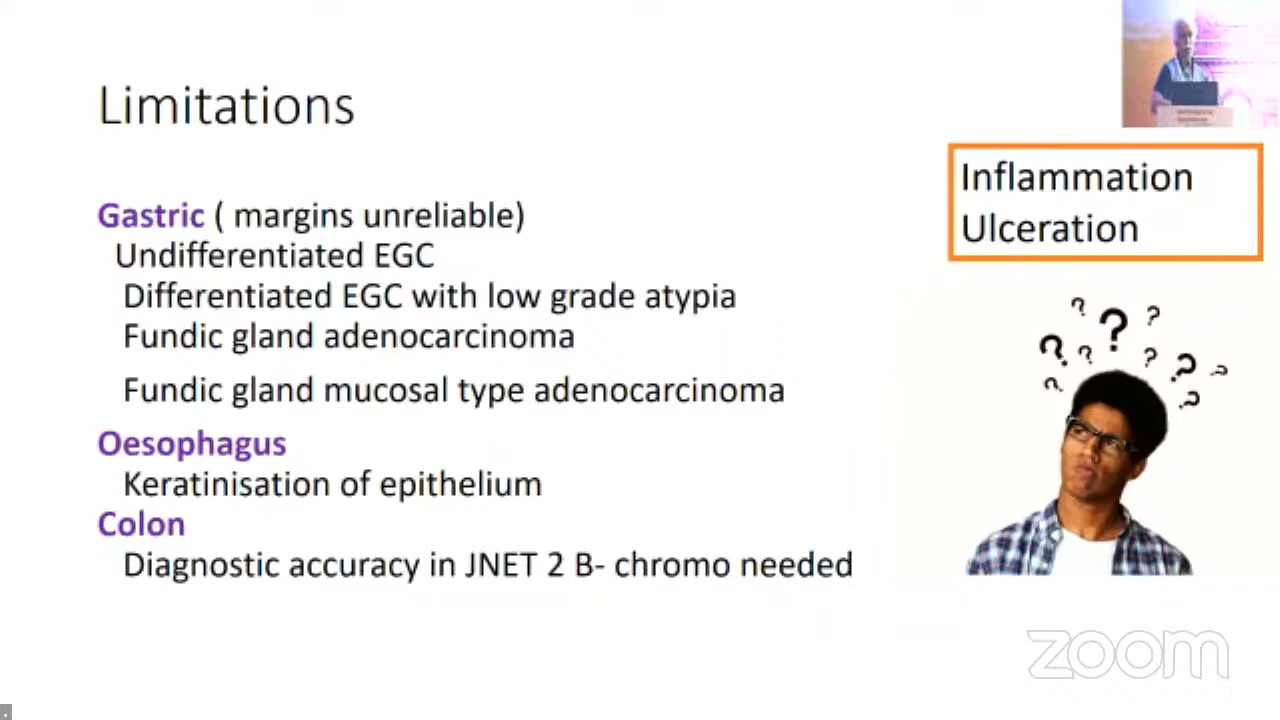 Limitations
Gastric ( margins unreliable)
Undifferentiated EGC
Differentiated EGC with low grade atypia
Fundic gland adenocarcinoma
Fundic gland mucosal type adenocarcinoma
Oesophagus
Keratinisation of epithelium
Colon
Diagnostic accuracy in JNET 2 B- chromo needed
Inflammation
Ulceration
zoom